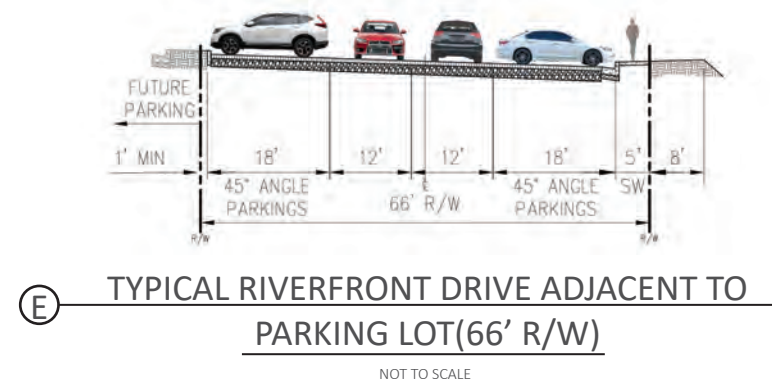 FUTURE
PARKING
1' MIN 18' 12' 12' 18' 5' 8'
45° ANGLE 45° ANGLE SW
PARKINGS 66' R/W PARKINGS
℄
R/W R/W
E TYPICAL RIVERFRONT DRIVE ADJACENT TO
PARKING LOT(66' R/W)
NOT TO SCALE